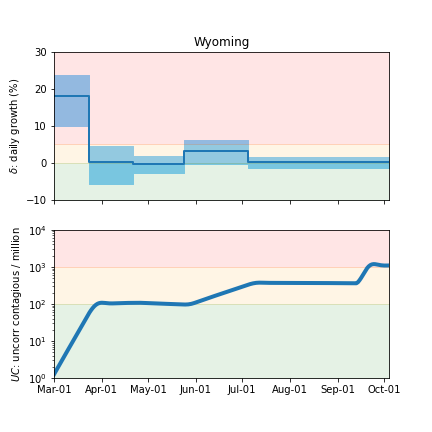 Wyoming
δ: daily growth (%)
30
20
10
0
−10
UC: uncorr contagious / million
10⁴
10³
10²
10¹
10⁰
Mar-01 Apr-01 May-01 Jun-01 Jul-01 Aug-01 Sep-01 Oct-01